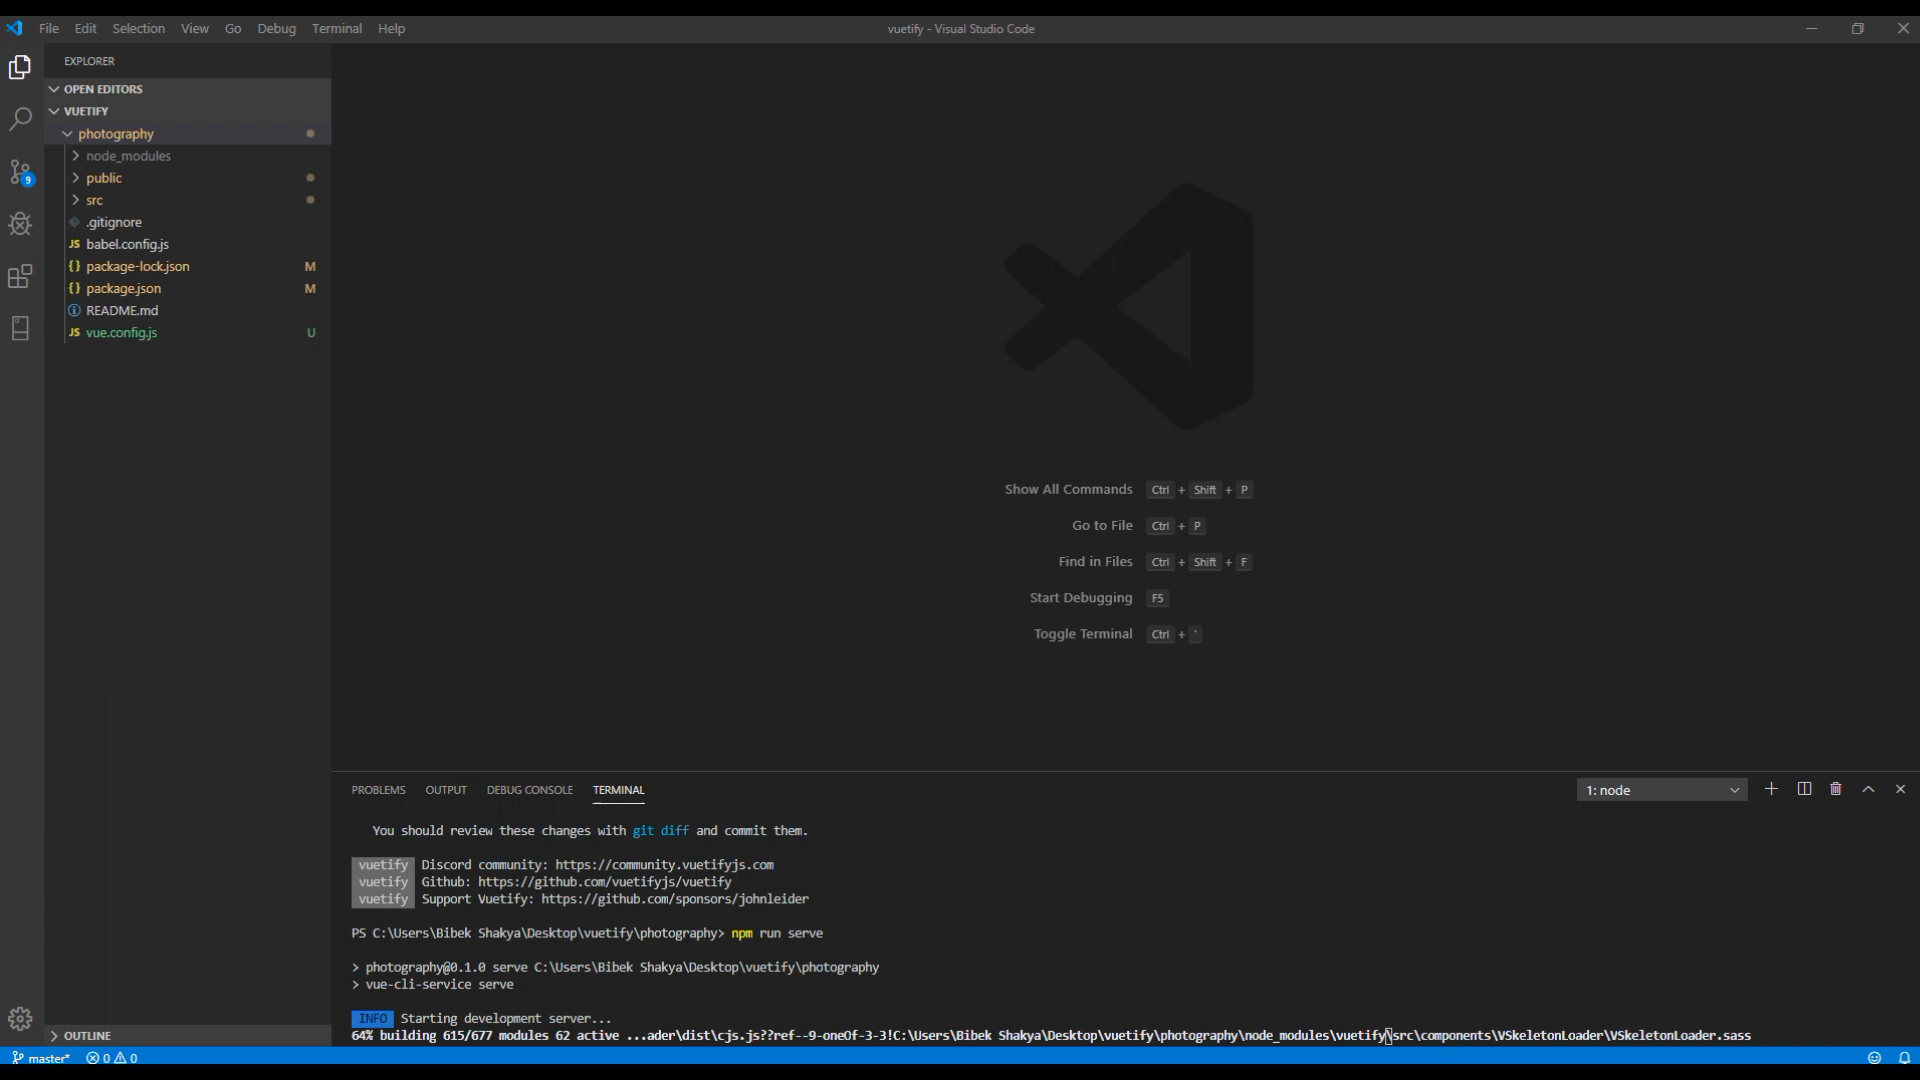 File Edit Selection View Go Debug Terminal Help
vuetify - Visual Studio Code
EXPLORER
OPEN EDITORS
VUETIFY
photography
node_modules
public
src
.gitignore
JS babel.config.js
{} package-lock.json M
{} package.json M
README.md
JS vue.config.js U
9
OUTLINE
Show All Commands Ctrl + Shift + P
Go to File Ctrl + P
Find in Files Ctrl + Shift + F
Start Debugging F5
Toggle Terminal Ctrl + `
PROBLEMS OUTPUT DEBUG CONSOLE TERMINAL
1: node
You should review these changes with git diff and commit them.
vuetify Discord community: https://community.vuetifyjs.com
vuetify Github: https://github.com/vuetifyjs/vuetify
vuetify Support Vuetify: https://github.com/sponsors/johnleider
PS C:\Users\Bibek Shakya\Desktop\vuetify\photography> npm run serve
> photography@0.1.0 serve C:\Users\Bibek Shakya\Desktop\vuetify\photography
> vue-cli-service serve
INFO Starting development server...
64% building 615/677 modules 62 active ...ader\dist\cjs.js??ref--9-oneOf-3-3!C:\Users\Bibek Shakya\Desktop\vuetify\photography\node_modules\vuetify\src\components\VSkeletonLoader\VSkeletonLoader.sass
master* 0 0